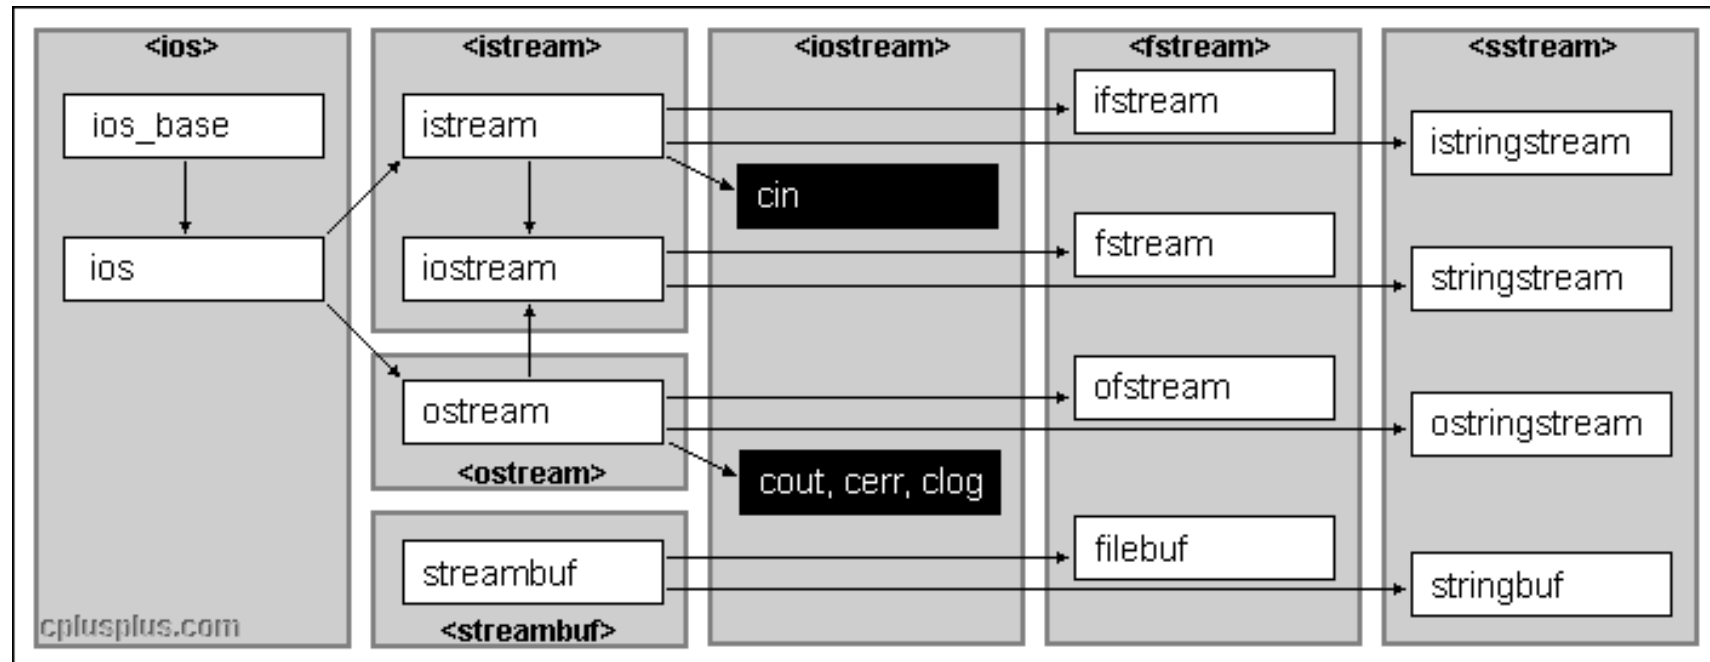 <ios>
ios_base
ios
cplusplus.com
<istream>
istream
iostream
ostream
<ostream>
streambuf
<streambuf>
<iostream>
cin
cout, cerr, clog
<fstream>
ifstream
fstream
ofstream
filebuf
<sstream>
istringstream
stringstream
ostringstream
stringbuf